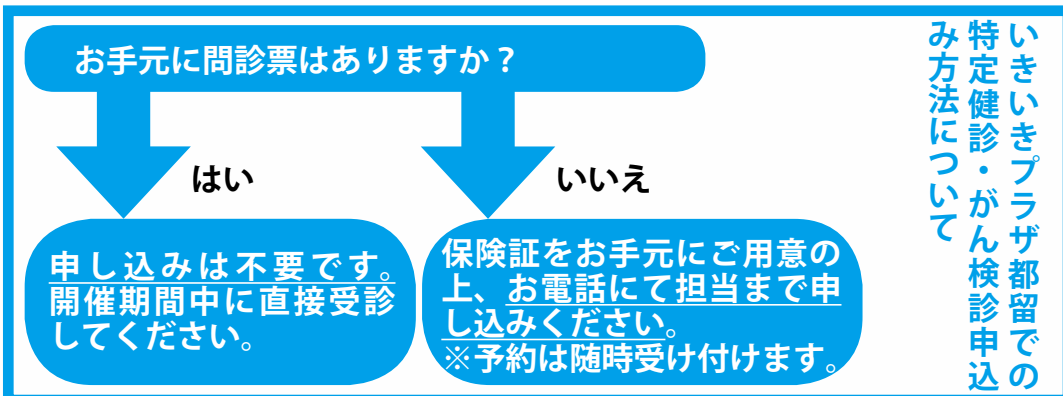 いきいきプラザ都留での
特定健診・がん検診申込
み方法について
お手元に問診票はありますか？
はい
いいえ
申し込みは不要です。
開催期間中に直接受診
してください。
保険証をお手元にご用意の
上、お電話にて担当まで申
し込みください。
※予約は随時受け付けます。